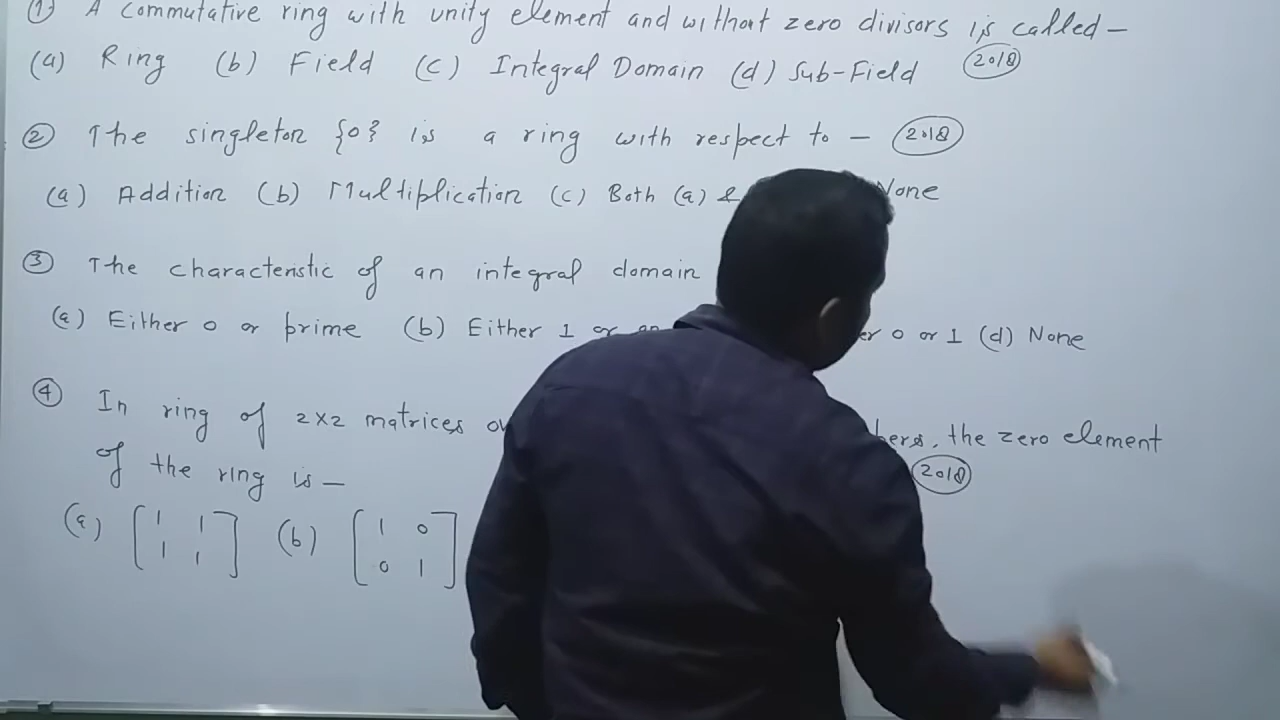 (1) A commutative ring with unity element and without zero divisors is called —
(a) Ring (b) Field (c) Integral Domain (d) Sub-Field 2018
② The singleton {0} is a ring with respect to — 2018
(a) Addition (b) Multiplication (c) Both (a) & None
③ The characteristic of an integral domain
(a) Either 0 or prime (b) Either 1 or 0 or 1 (d) None
④ In ring of 2×2 matrices the zero element
of the ring is — 2018
(a) [1 1 (b) [1 0
1 1] 0 1]